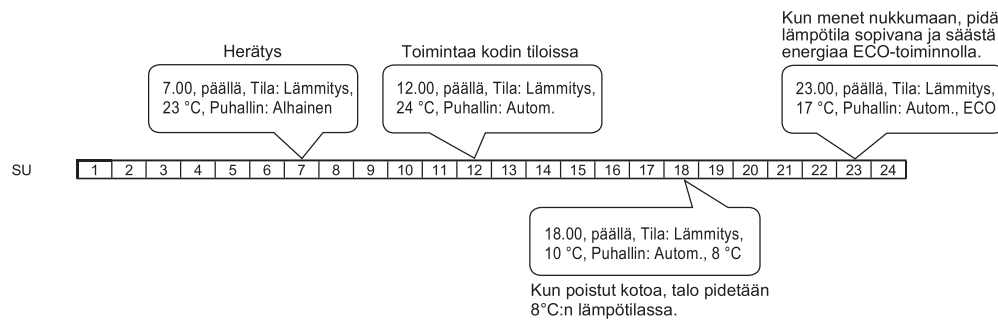 Kun menet nukkumaan, pidä
lämpötila sopivana ja säästä
energiaa ECO-toiminnolla.
Herätys
Toimintaa kodin tiloissa
7.00, päällä, Tila: Lämmitys,
23 °C, Puhallin: Alhainen
12.00, päällä, Tila: Lämmitys,
24 °C, Puhallin: Autom.
23.00, päällä, Tila: Lämmitys,
17 °C, Puhallin: Autom., ECO
SU 1 2 3 4 5 6 7 8 9 10 11 12 13 14 15 16 17 18 19 20 21 22 23 24
18.00, päällä, Tila: Lämmitys,
10 °C, Puhallin: Autom., 8 °C
Kun poistut kotoa, talo pidetään
8°C:n lämpötilassa.